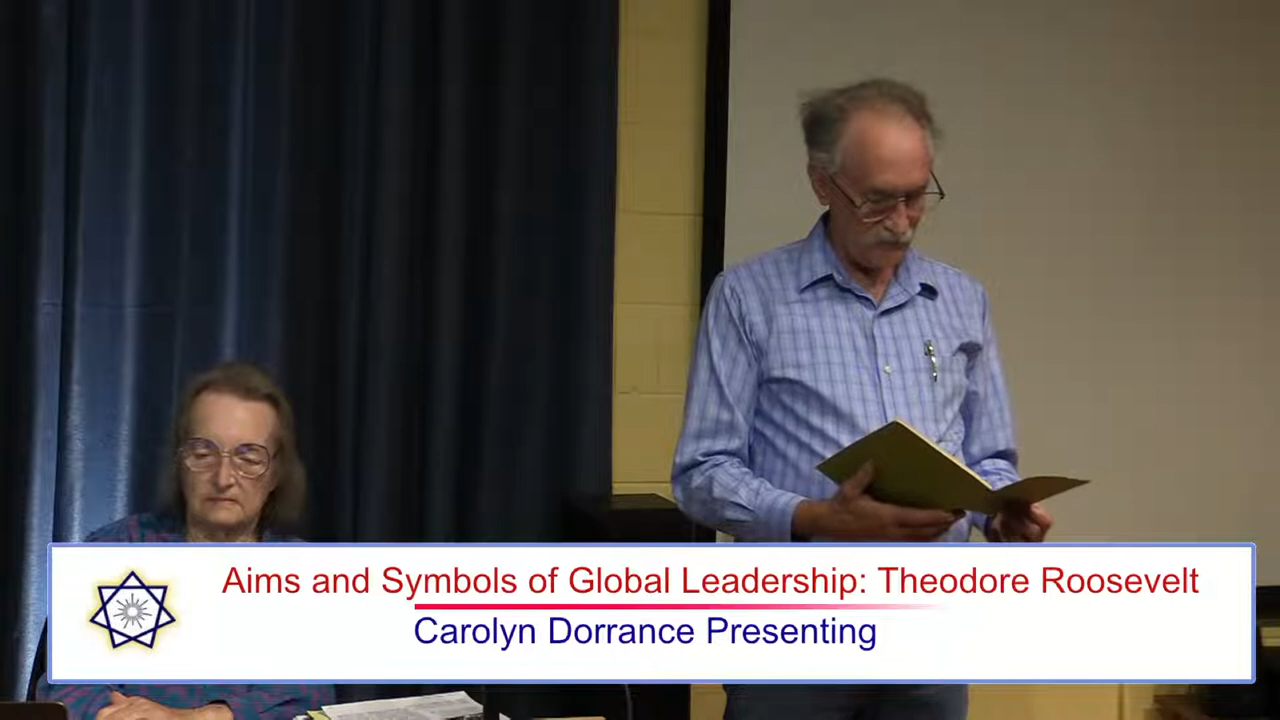 Aims and Symbols of Global Leadership: Theodore Roosevelt
Carolyn Dorrance Presenting